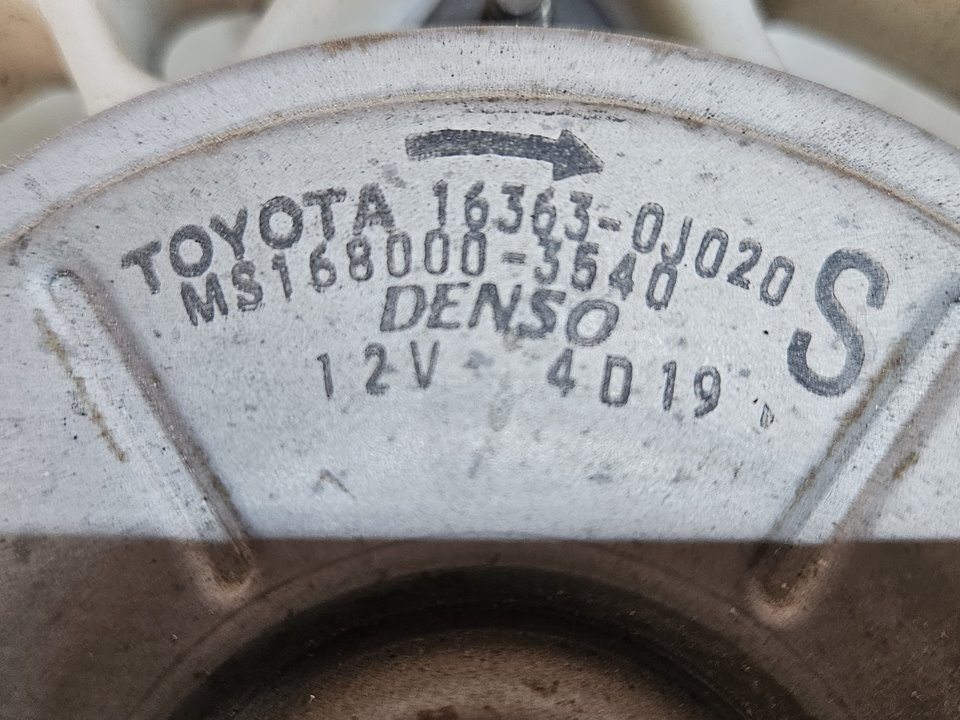 TOYOTA 16363-0J020
MS168000-3540
DENSO
12V 4D19
S